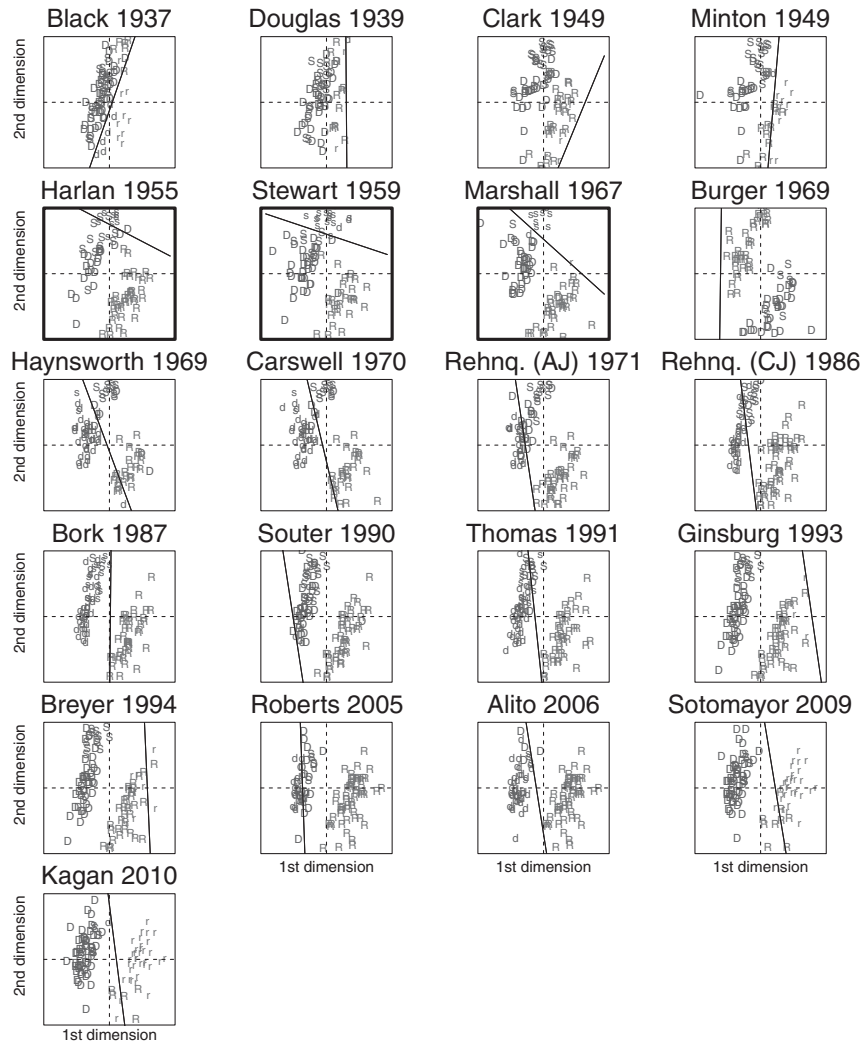 Black 1937
Douglas 1939
Clark 1949
Minton 1949
2nd dimension
Harlan 1955
Stewart 1959
Marshall 1967
Burger 1969
2nd dimension
Haynsworth 1969
Carswell 1970
Rehnq. (AJ) 1971
Rehnq. (CJ) 1986
2nd dimension
Bork 1987
Souter 1990
Thomas 1991
Ginsburg 1993
2nd dimension
Breyer 1994
Roberts 2005
Alito 2006
Sotomayor 2009
2nd dimension
1st dimension
1st dimension
1st dimension
Kagan 2010
2nd dimension
1st dimension